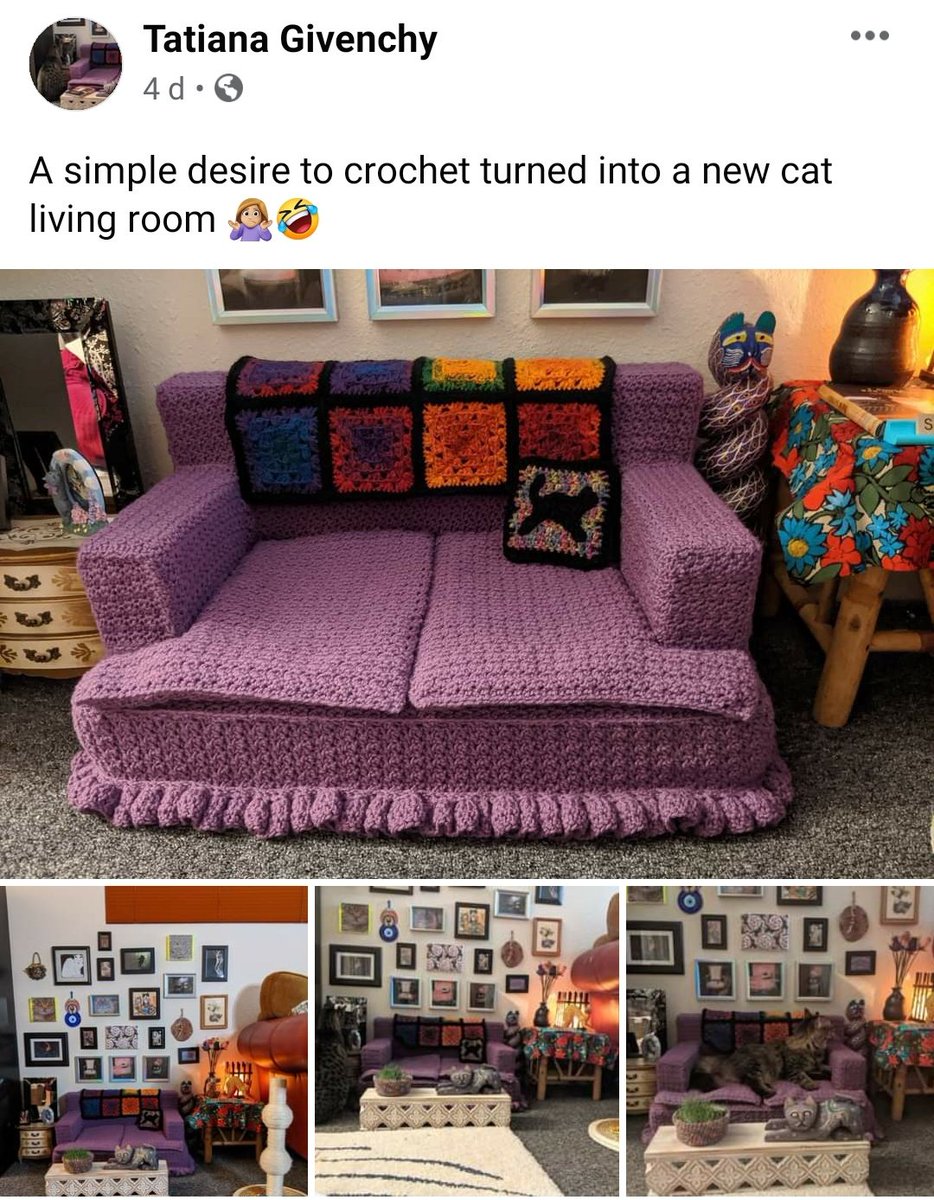 Tatiana Givenchy
4 d •
A simple desire to crochet turned into a new cat
living room 🤷🏼‍♀️🤣
S